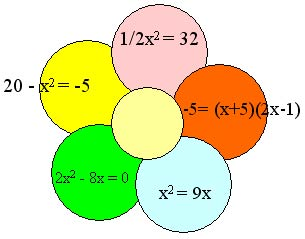 1/2x² = 32
20 - x² = -5
-5= (x+5)(2x-1)
2x² - 8x = 0
x² = 9x